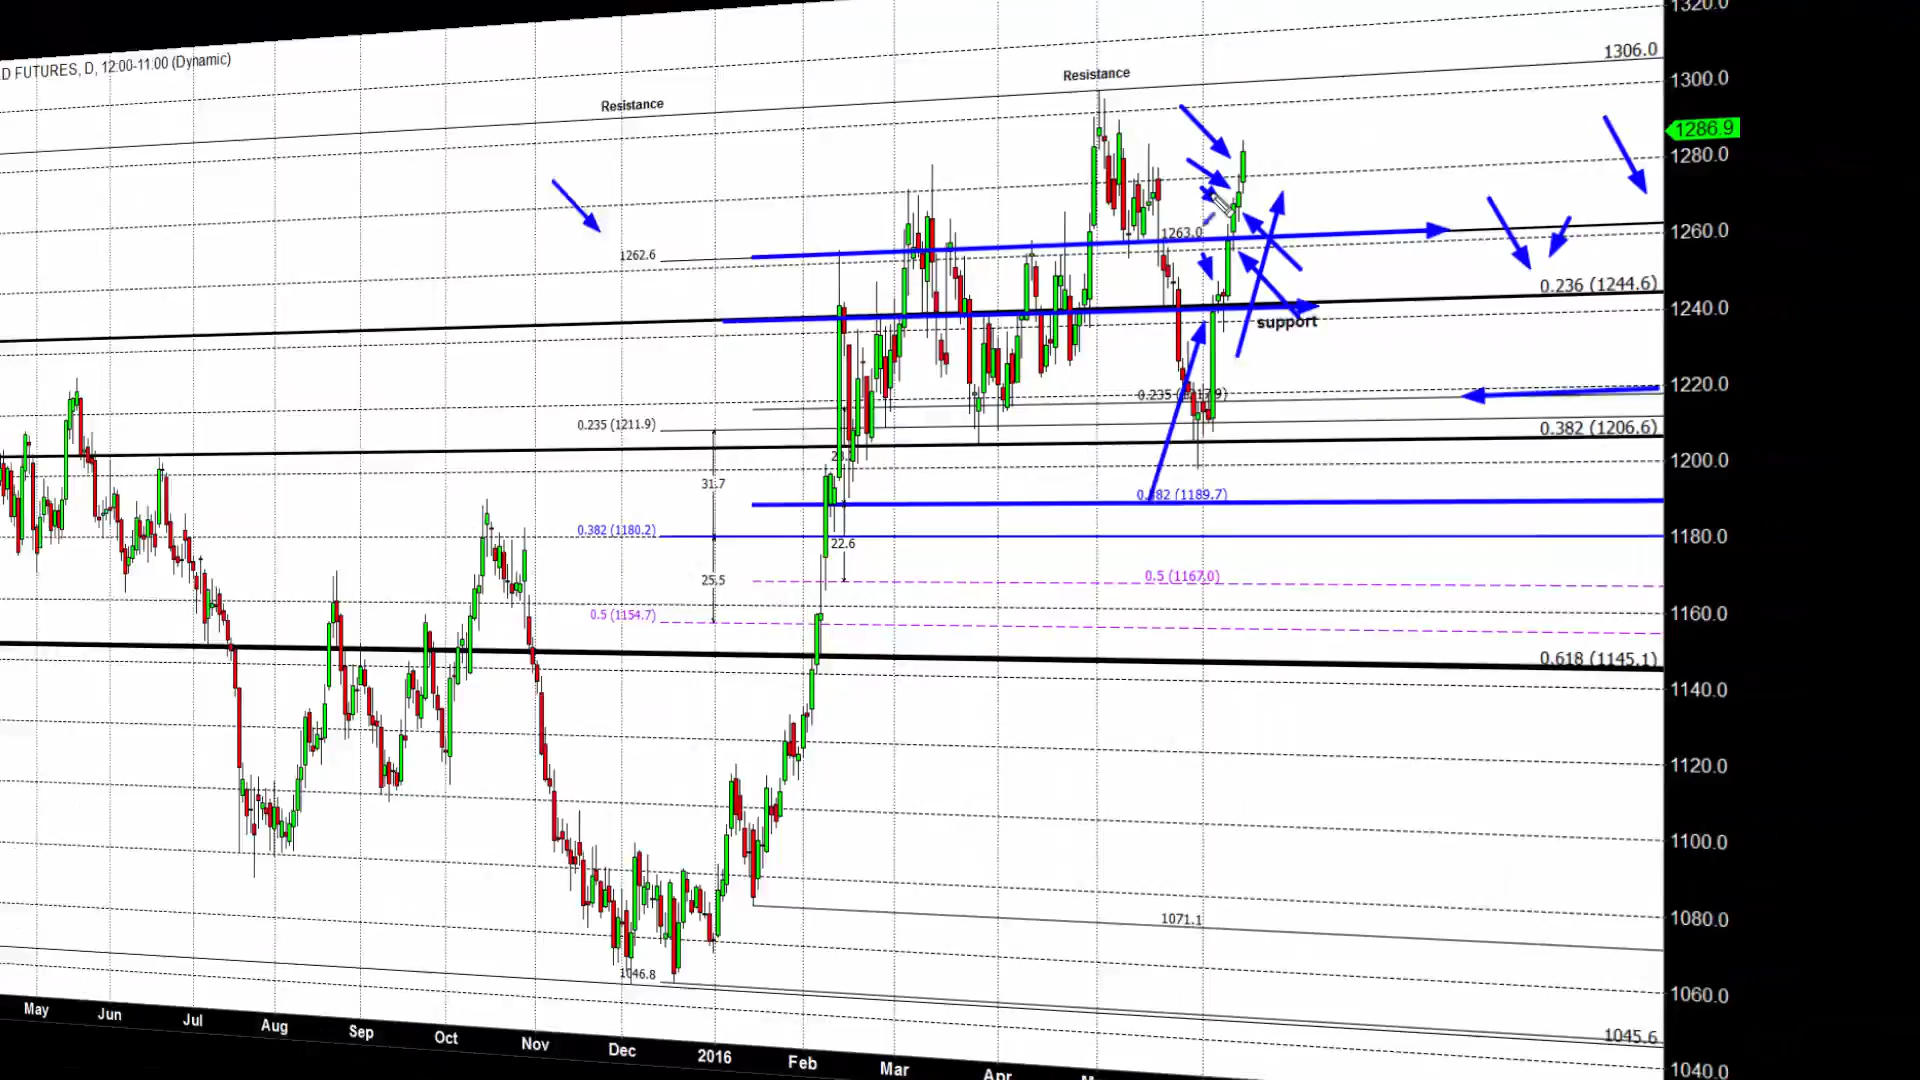 1320.0
1306.0
D FUTURES, D, 12:00-11:00 (Dynamic)
Resistance
Resistance
1300.0
1286.9
1280.0
1263.0
1260.0
1262.6
0.236 (1244.6)
1240.0
support
1220.0
0.235 (1217.9)
0.235 (1211.9)
0.382 (1206.6)
1200.0
31.7
0.382 (1189.7)
0.382 (1180.2)
1180.0
22.6
25.5
0.5 (1167.0)
0.5 (1154.7)
1160.0
0.618 (1145.1)
1140.0
1120.0
1100.0
1080.0
1071.1
1046.8
1060.0
1045.6
1040.0
May
Jun
Jul
Aug
Sep
Oct
Nov
Dec
2016
Feb
Mar
Apr